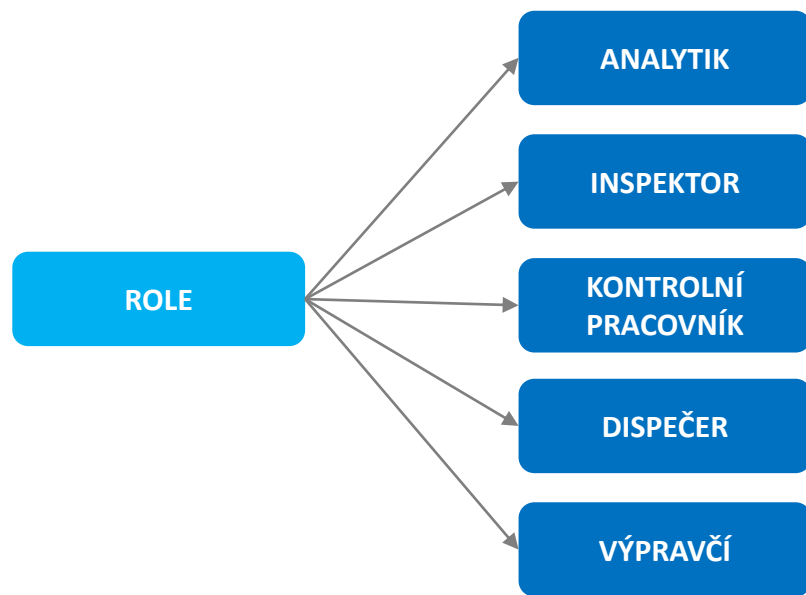 ANALYTIK
INSPEKTOR
ROLE
KONTROLNÍ
PRACOVNÍK
DISPEČER
VÝPRAVČÍ